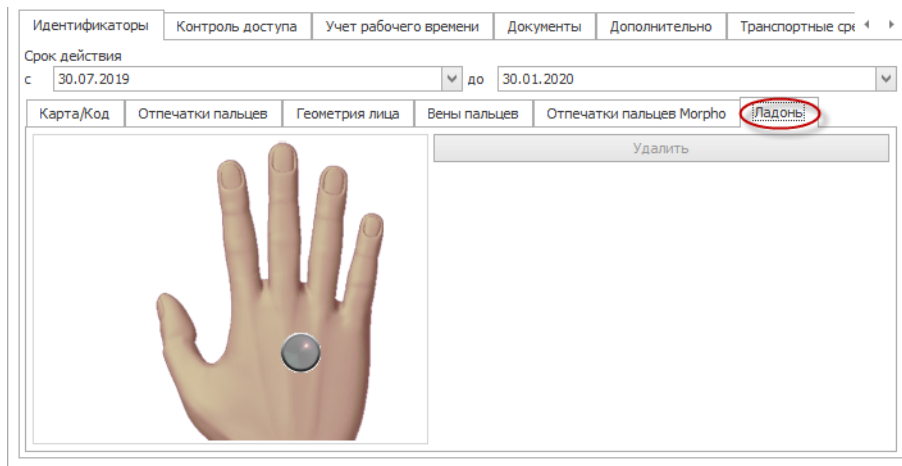 Идентификаторы Контроль доступа Учет рабочего времени Документы Дополнительно Транспортные сре
Срок действия
с 30.07.2019 до 30.01.2020
Карта/Код Отпечатки пальцев Геометрия лица Вены пальцев Отпечатки пальцев Morpho Ладонь
Удалить